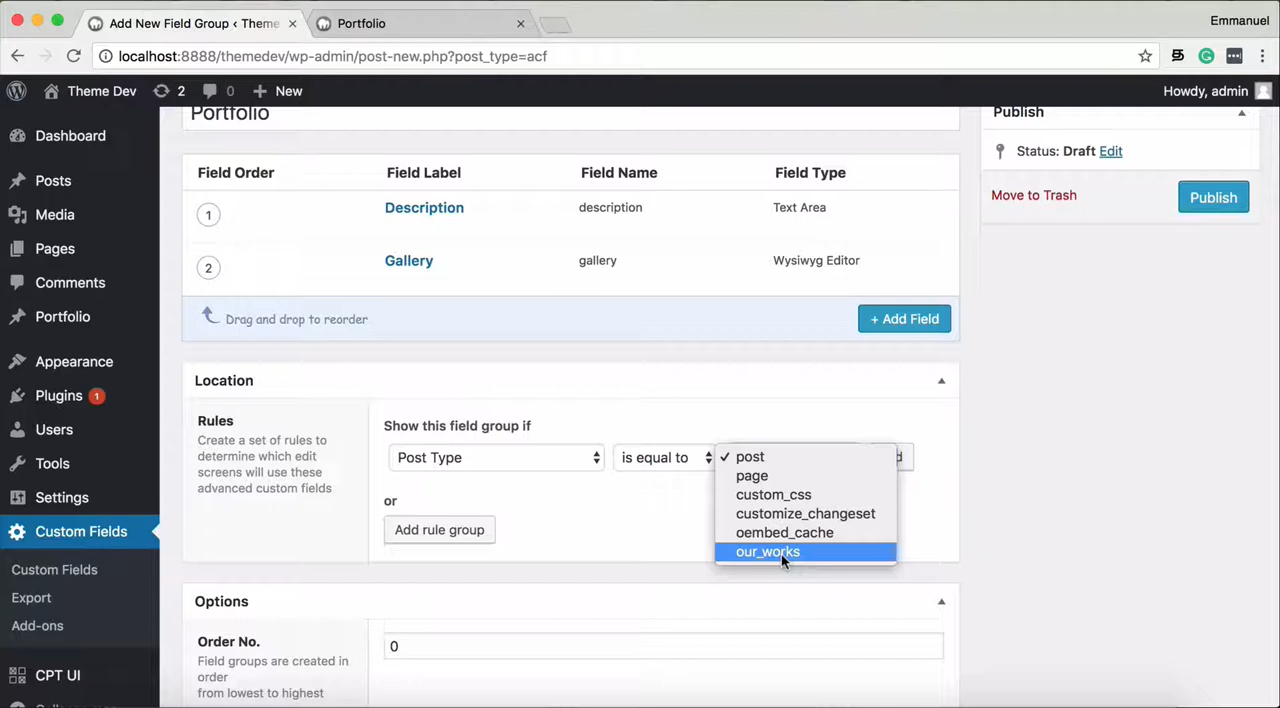 Add New Field Group ‹ Theme
Portfolio
Emmanuel
localhost:8888/themedev/wp-admin/post-new.php?post_type=acf
Theme Dev
2
0
New
Howdy, admin
Dashboard
Posts
Media
Pages
Comments
Portfolio
Appearance
Plugins 1
Users
Tools
Settings
Custom Fields
Custom Fields
Export
Add-ons
CPT UI
Portfolio
Field Order Field Label Field Name Field Type
1 Description description Text Area
2 Gallery gallery Wysiwyg Editor
Drag and drop to reorder
+ Add Field
Location
Rules
Create a set of rules to
determine which edit
screens will use these
advanced custom fields
Show this field group if
Post Type is equal to
✓ post
page
custom_css
customize_changeset
oembed_cache
our_works
or
Add rule group
Options
Order No.
Field groups are created in
order
from lowest to highest
0
Publish
Status: Draft Edit
Move to Trash
Publish